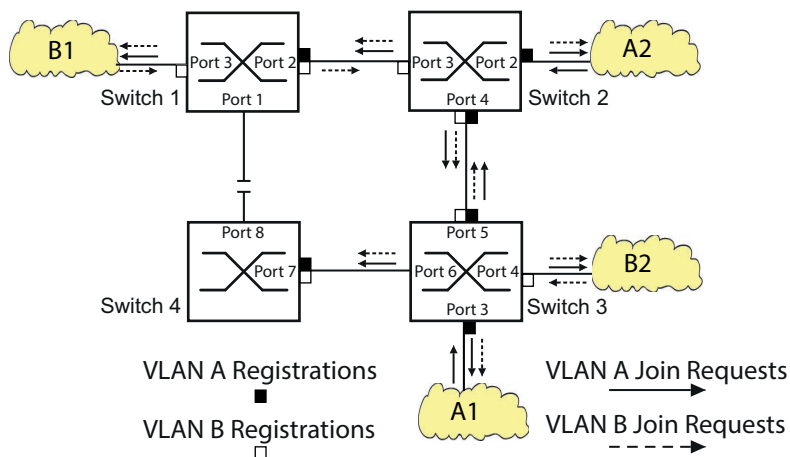 B1
Port 3 Port 2
Port 1
Switch 1
Port 3 Port 2
Port 4
Switch 2
A2
Port 8
Port 7
Switch 4
Port 5
Port 6 Port 4
Port 3
Switch 3
B2
A1
VLAN A Registrations
VLAN B Registrations
VLAN A Join Requests
VLAN B Join Requests